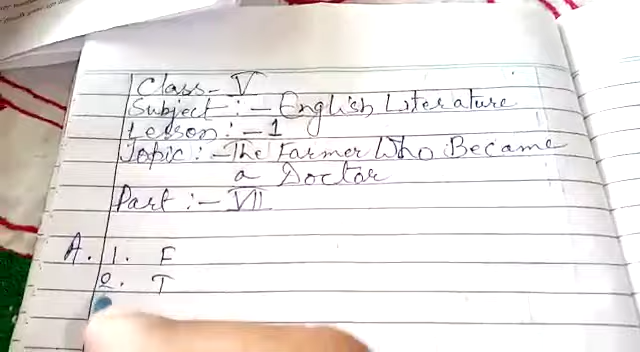 Class- V
Subject :- English Literature
Lesson :- 1
Topic :- The Farmer Who Became
a Doctor
Part :- VII
A. 1. F
2. T